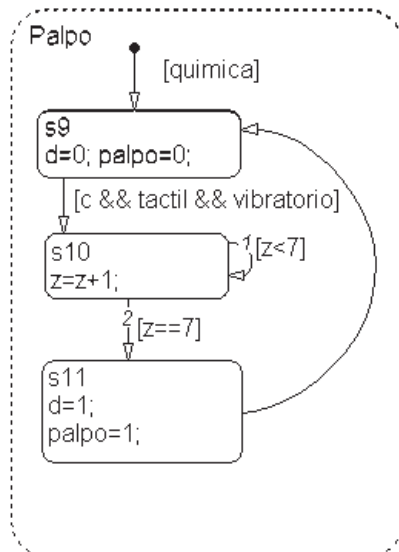 Palpo
[quimica]
s9
d=0; palpo=0;
[c && tactil && vibratorio]
s10
z=z+1;
1
[z<7]
2
[z==7]
s11
d=1;
palpo=1;